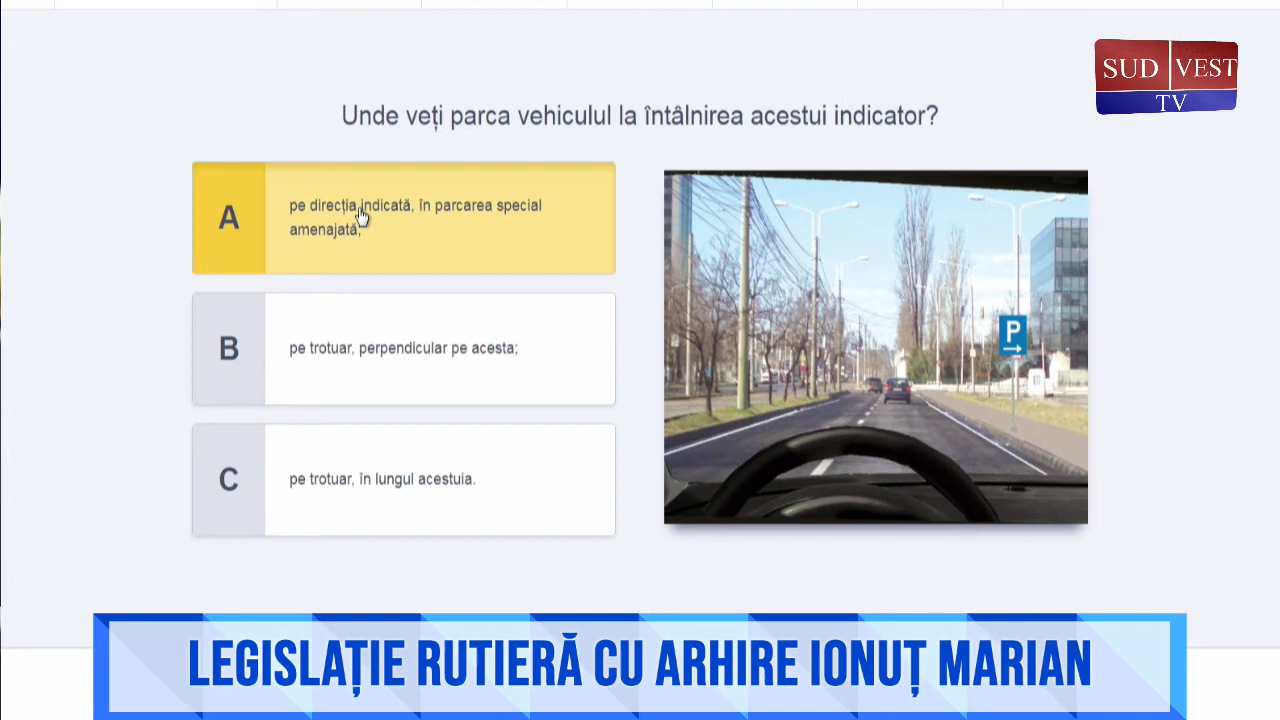 SUD VEST
TV
Unde veți parca vehiculul la întâlnirea acestui indicator?
A
pe direcția indicată, în parcarea special
amenajată;
B
pe trotuar, perpendicular pe acesta;
C
pe trotuar, în lungul acestuia.
P
LEGISLAȚIE RUTIERĂ CU ARHIRE IONUȚ MARIAN